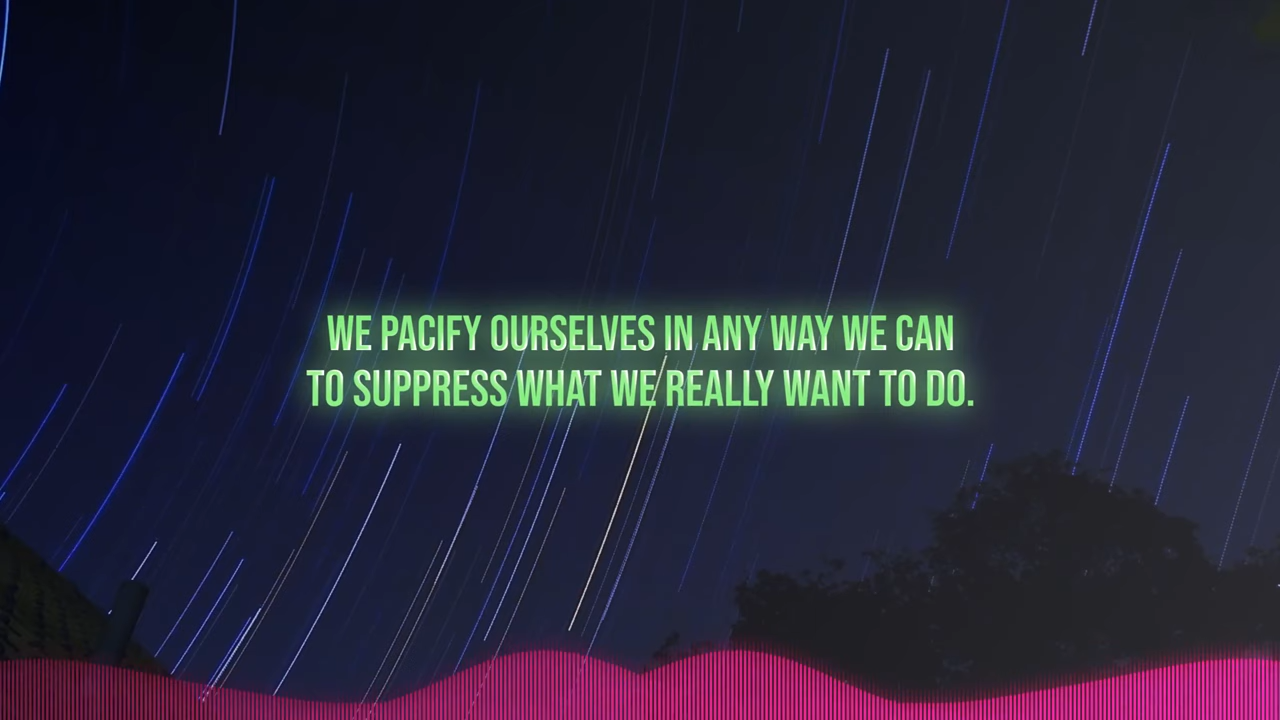 WE PACIFY OURSELVES IN ANY WAY WE CAN
TO SUPPRESS WHAT WE REALLY WANT TO DO.